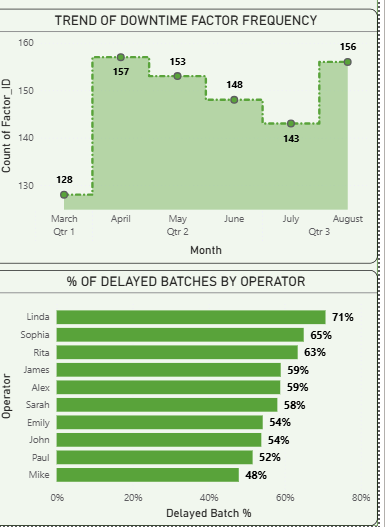 TREND OF DOWNTIME FACTOR FREQUENCY
Count of Factor_ID
160
150
140
130
128
157
153
148
143
156
March April May June July August
Qtr 1 Qtr 2 Qtr 3
Month
% OF DELAYED BATCHES BY OPERATOR
Operator
Linda 71%
Sophia 65%
Rita 63%
James 59%
Alex 59%
Sarah 58%
Emily 54%
John 54%
Paul 52%
Mike 48%
0% 20% 40% 60% 80%
Delayed Batch %